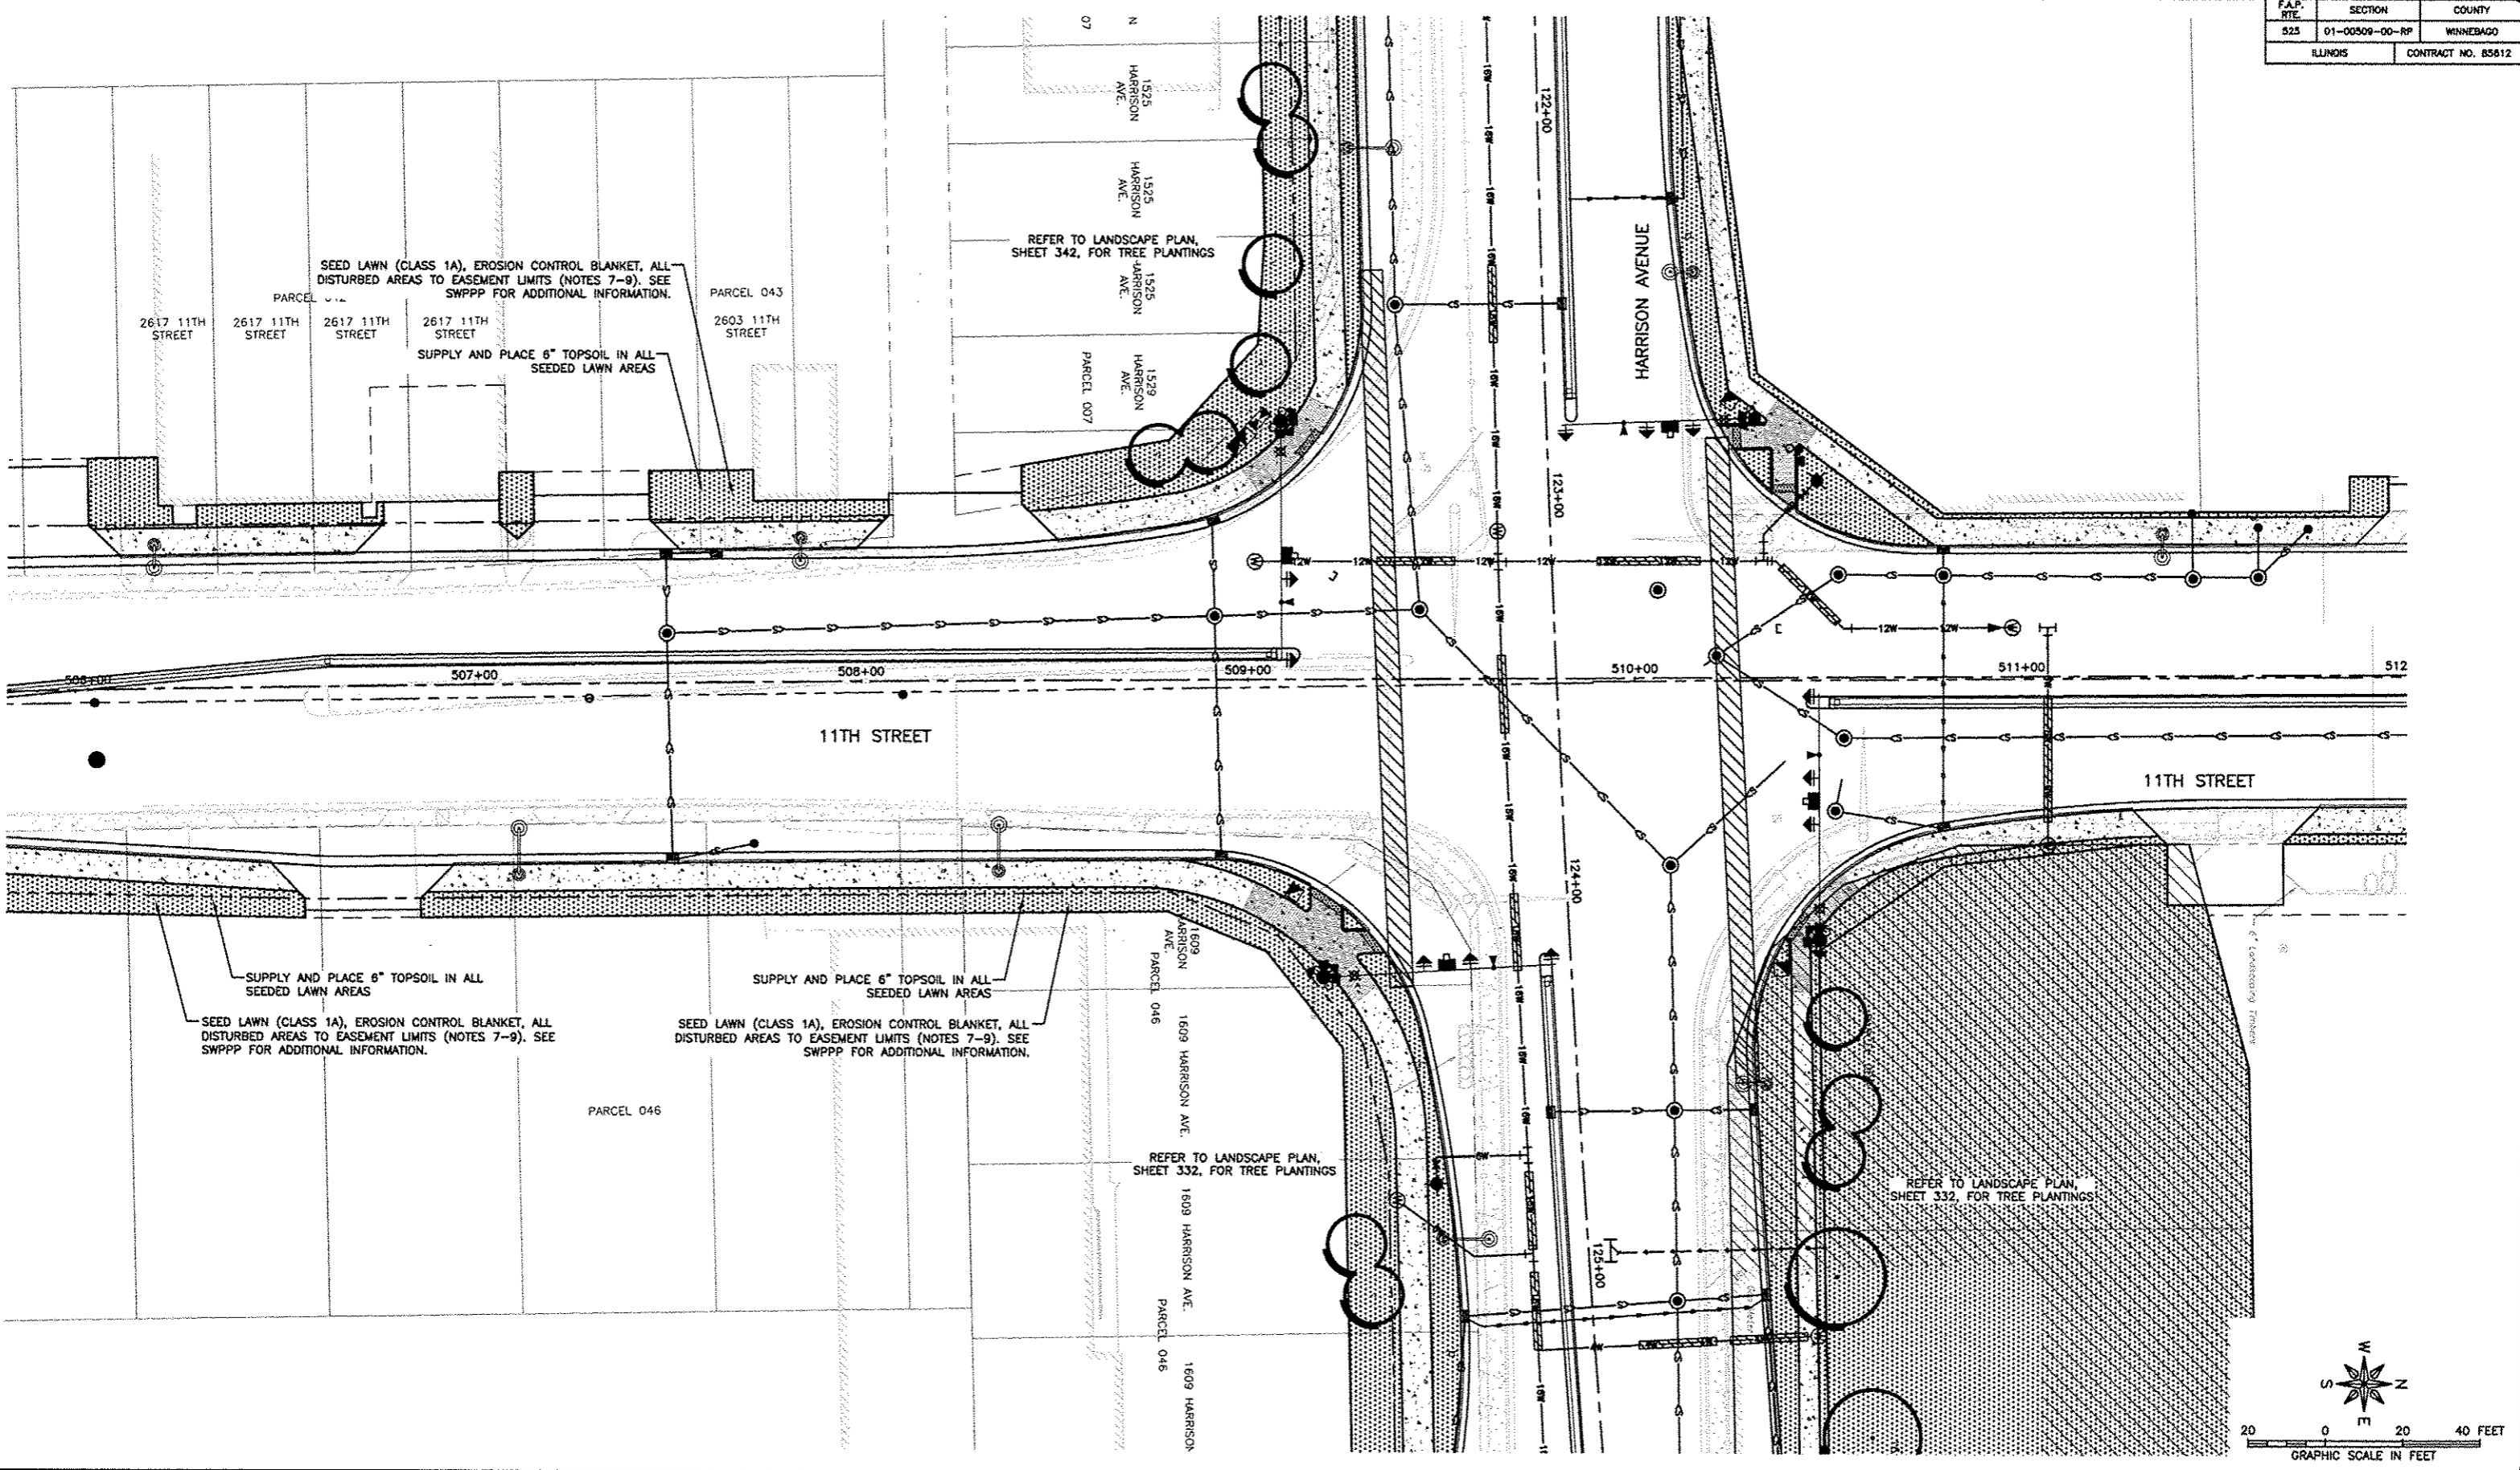 F.A.P. RTE. SECTION COUNTY
525 01-00509-00-RP WINNEBAGO
ILLINOIS CONTRACT NO. 85612
N
07
1525 HARRISON AVE.
1525 HARRISON AVE.
REFER TO LANDSCAPE PLAN,
SHEET 342, FOR TREE PLANTINGS
1525 HARRISON AVE.
1529 HARRISON AVE.
PARCEL 007
122+00
HARRISON AVENUE
123+00
SEED LAWN (CLASS 1A), EROSION CONTROL BLANKET, ALL
DISTURBED AREAS TO EASEMENT LIMITS (NOTES 7-9). SEE
SWPPP FOR ADDITIONAL INFORMATION.
PARCEL
PARCEL 043
2617 11TH STREET
2617 11TH STREET
2617 11TH STREET
2617 11TH STREET
2603 11TH STREET
SUPPLY AND PLACE 6" TOPSOIL IN ALL
SEEDED LAWN AREAS
16W
12W
507+00
508+00
509+00
510+00
511+00
512
11TH STREET
11TH STREET
124+00
SUPPLY AND PLACE 6" TOPSOIL IN ALL
SEEDED LAWN AREAS
SEED LAWN (CLASS 1A), EROSION CONTROL BLANKET, ALL
DISTURBED AREAS TO EASEMENT LIMITS (NOTES 7-9). SEE
SWPPP FOR ADDITIONAL INFORMATION.
SUPPLY AND PLACE 6" TOPSOIL IN ALL
SEEDED LAWN AREAS
SEED LAWN (CLASS 1A), EROSION CONTROL BLANKET, ALL
DISTURBED AREAS TO EASEMENT LIMITS (NOTES 7-9). SEE
SWPPP FOR ADDITIONAL INFORMATION.
PARCEL 046
1609
ARRISON
AVE.
PARCEL 046
1609 HARRISON AVE.
REFER TO LANDSCAPE PLAN,
SHEET 332, FOR TREE PLANTINGS
1609 HARRISON AVE.
PARCEL 046
1609 HARRISON
125+00
REFER TO LANDSCAPE PLAN,
SHEET 332, FOR TREE PLANTINGS
6" Landscaping Timbers
W
S N
E
20 0 20 40 FEET
GRAPHIC SCALE IN FEET